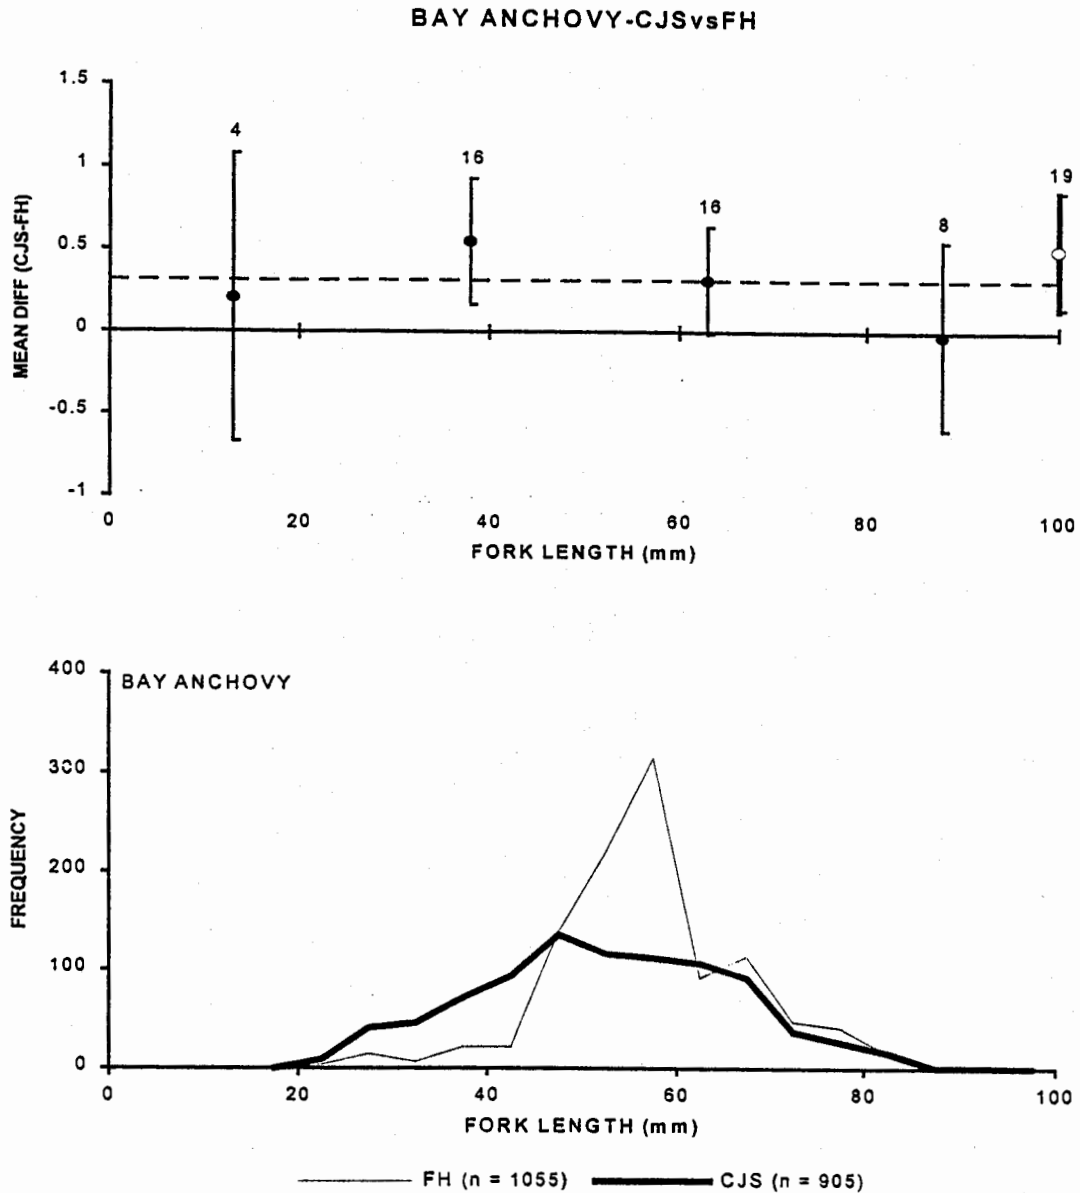 BAY ANCHOVY-CJSvsFH
1.5
1
0.5
0
-0.5
-1
MEAN DIFF (CJS-FH)
4
16
16
8
19
0 20 40 60 80 100
FORK LENGTH (mm)
BAY ANCHOVY
400
300
200
100
0
FREQUENCY
0 20 40 60 80 100
FORK LENGTH (mm)
FH (n = 1055) CJS (n = 905)